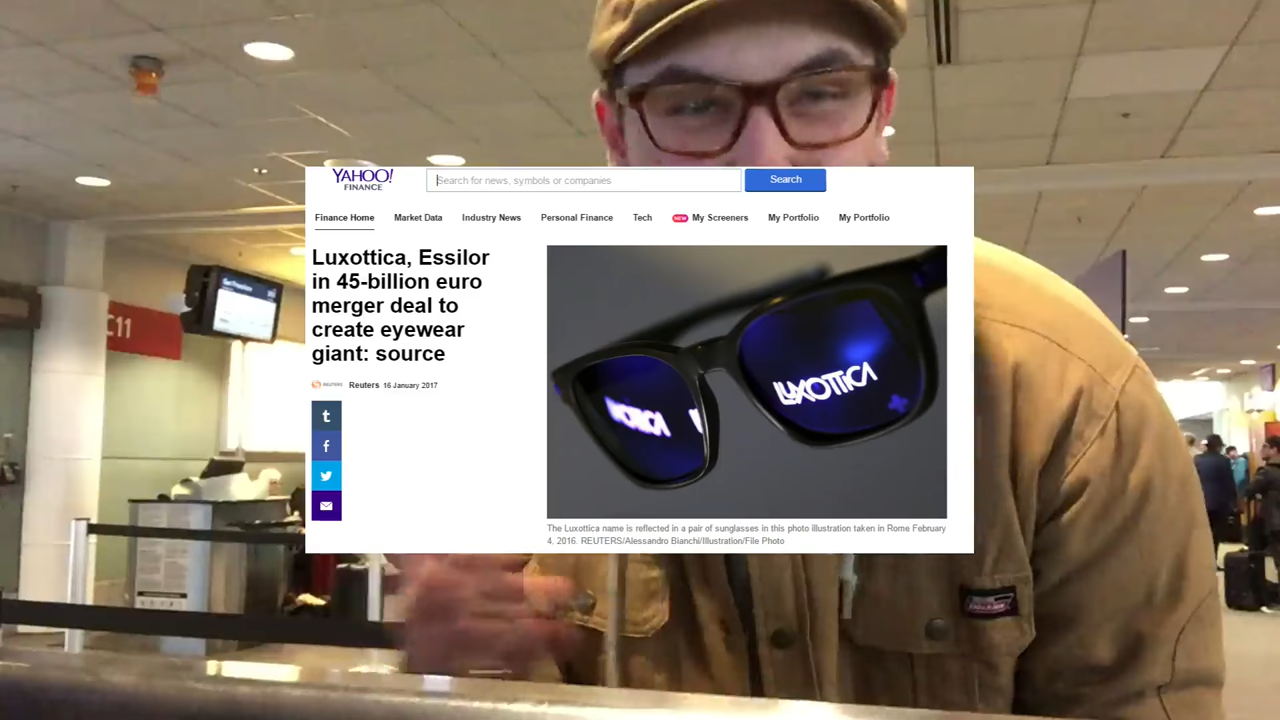 YAHOO!
FINANCE
Search for news, symbols or companies
Search
Finance Home Market Data Industry News Personal Finance Tech NEW My Screeners My Portfolio My Portfolio
Luxottica, Essilor
in 45-billion euro
merger deal to
create eyewear
giant: source
REUTERS Reuters 16 January 2017
LUXOTTICA
The Luxottica name is reflected in a pair of sunglasses in this photo illustration taken in Rome February
4, 2016. REUTERS/Alessandro Bianchi/Illustration/File Photo
C11